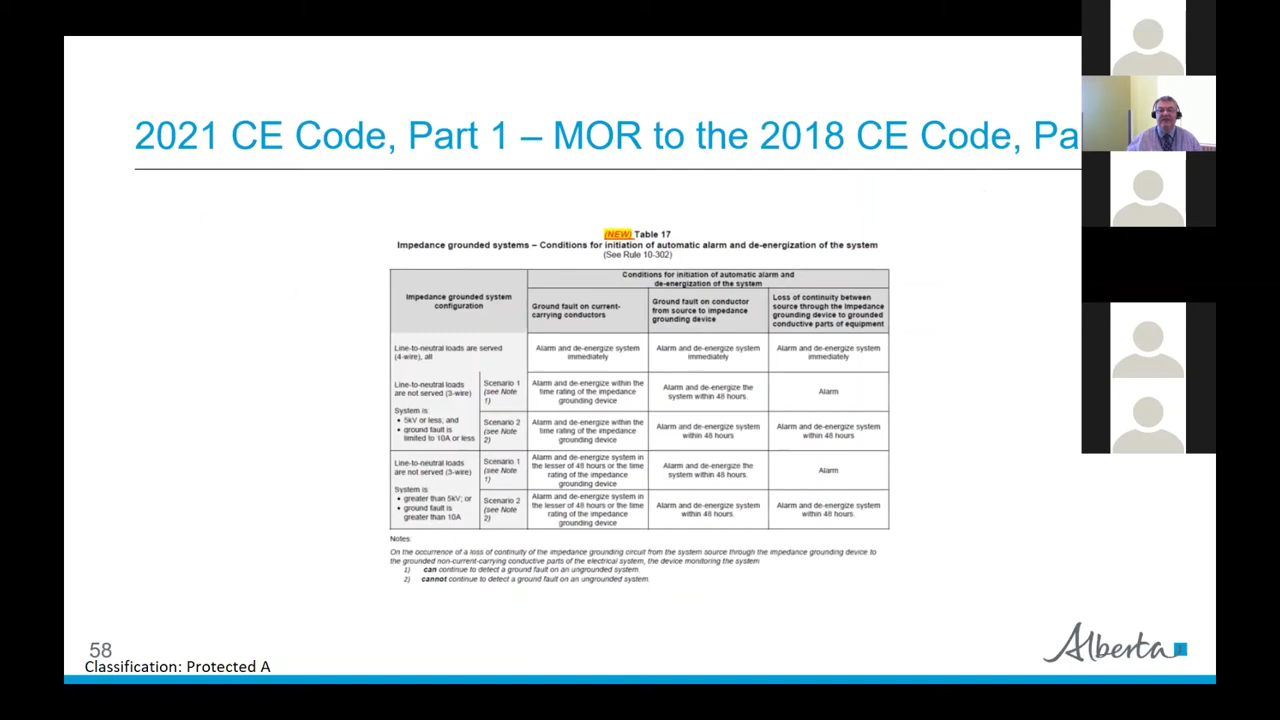 2021 CE Code, Part 1 – MOR to the 2018 CE Code, Pa
(NEW) Table 17
Impedance grounded systems – Conditions for initiation of automatic alarm and de-energization of the system
(See Rule 10-302)
Impedance grounded system
configuration
Conditions for initiation of automatic alarm and
de-energization of the system
Ground fault on current-
carrying conductors
Ground fault on conductor
from source to impedance
grounding device
Loss of continuity between
source through the impedance
grounding device to grounded
conductive parts of equipment
Line-to-neutral loads are served
(4-wire), all
Alarm and de-energize system
immediately
Alarm and de-energize system
immediately
Alarm and de-energize system
immediately
Line-to-neutral loads
are not served (3-wire)
System is:
• 5kV or less; and
• ground fault is
limited to 10A or less
Scenario 1
(see Note
1)
Alarm and de-energize within the
time rating of the impedance
grounding device
Alarm and de-energize the
system within 48 hours.
Alarm
Scenario 2
(see Note
2)
Alarm and de-energize within the
time rating of the impedance
grounding device
Alarm and de-energize system
within 48 hours
Alarm and de-energize system
within 48 hours
Line-to-neutral loads
are not served (3-wire)
System is:
• greater than 5kV; or
• ground fault is
greater than 10A
Scenario 1
(see Note
1)
Alarm and de-energize system in
the lesser of 48 hours or the time
rating of the impedance
grounding device
Alarm and de-energize the
system within 48 hours.
Alarm
Scenario 2
(see Note
2)
Alarm and de-energize system in
the lesser of 48 hours or the time
rating of the impedance
grounding device
Alarm and de-energize system
within 48 hours.
Alarm and de-energize system
within 48 hours.
Notes:
On the occurrence of a loss of continuity of the impedance grounding circuit from the system source through the impedance grounding device to
the grounded non-current-carrying conductive parts of the electrical system, the device monitoring the system
1) can continue to detect a ground fault on an ungrounded system.
2) cannot continue to detect a ground fault on an ungrounded system.
58
Classification: Protected A
Alberta